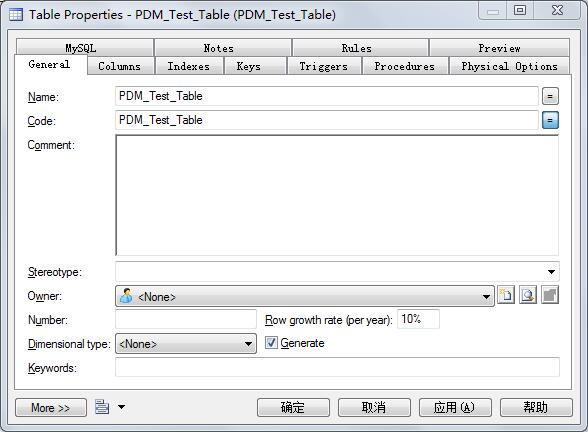 Table Properties - PDM_Test_Table (PDM_Test_Table)
MySQL Notes Rules Preview
General Columns Indexes Keys Triggers Procedures Physical Options
Name: PDM_Test_Table =
Code: PDM_Test_Table =
Comment:
Stereotype:
Owner: <None>
Number: Row growth rate (per year): 10%
Dimensional type: <None> Generate
Keywords:
More >> 确定 取消 应用(A) 帮助